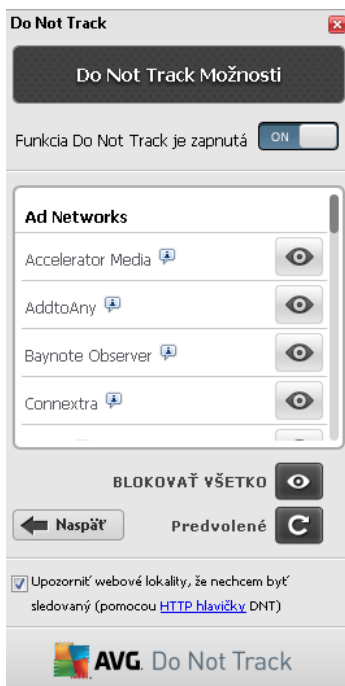 Do Not Track
Do Not Track Možnosti
Funkcia Do Not Track je zapnutá ON
Ad Networks
Accelerator Media
AddtoAny
Baynote Observer
Connextra
BLOKOVAŤ VŠETKO
Naspäť Predvolené
Upozorniť webové lokality, že nechcem byť
sledovaný (pomocou HTTP hlavičky DNT)
AVG. Do Not Track